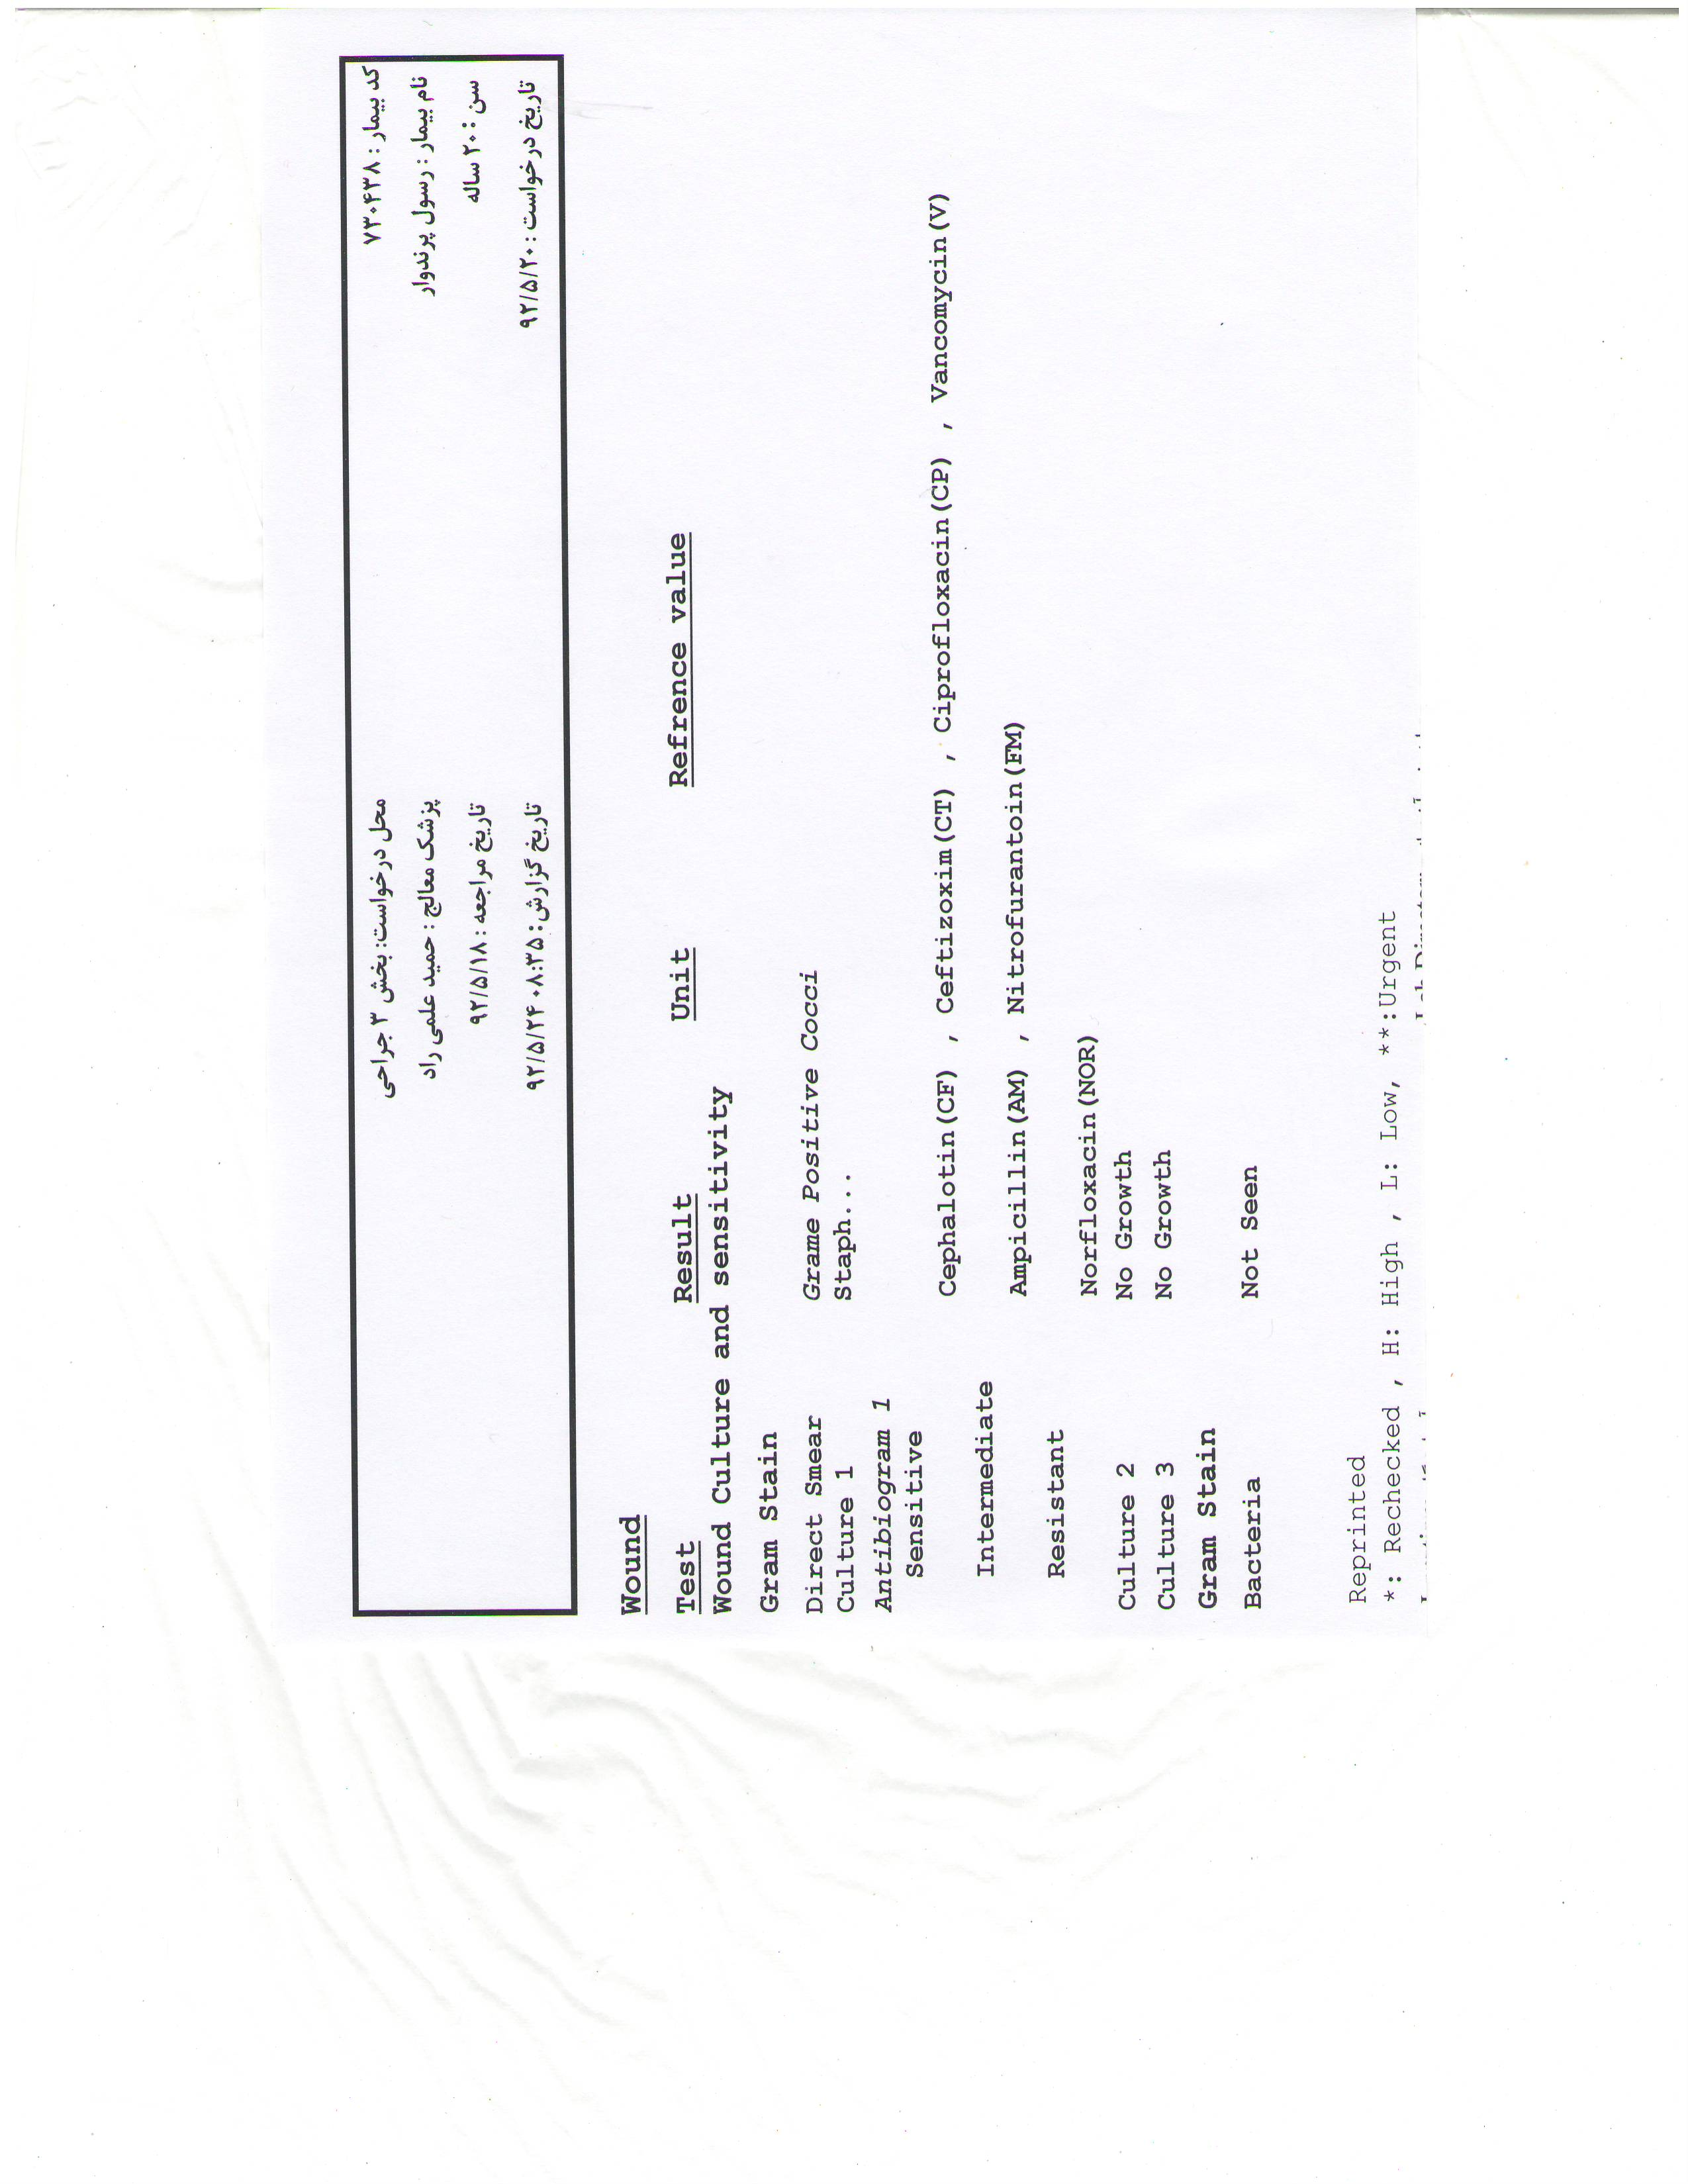 کد بیمار : ۷۳۰۴۳۸ محل درخواست: بخش ۳ جراحی
نام بیمار : رسول پرندوار پزشک معالج : حمید علمی راد
سن : ۲۰ ساله تاریخ مراجعه : ۹۲/۵/۱۸
تاریخ درخواست : ۹۲/۵/۲۰ تاریخ گزارش : ۰۸:۳۵ ۹۲/۵/۲۴
Wound
Test Result Unit Refrence value
Wound Culture and sensitivity
Gram Stain
Direct Smear Grame Positive Cocci
Culture 1 Staph...
Antibiogram 1
Sensitive
Cephalotin(CF) , Ceftizoxim(CT) , Ciprofloxacin(CP) , Vancomycin(V)
Intermediate
Ampicillin(AM) , Nitrofurantoin(FM)
Resistant
Norfloxacin(NOR)
Culture 2 No Growth
Culture 3 No Growth
Gram Stain
Bacteria Not Seen
Reprinted
*: Rechecked , H: High , L: Low, **:Urgent